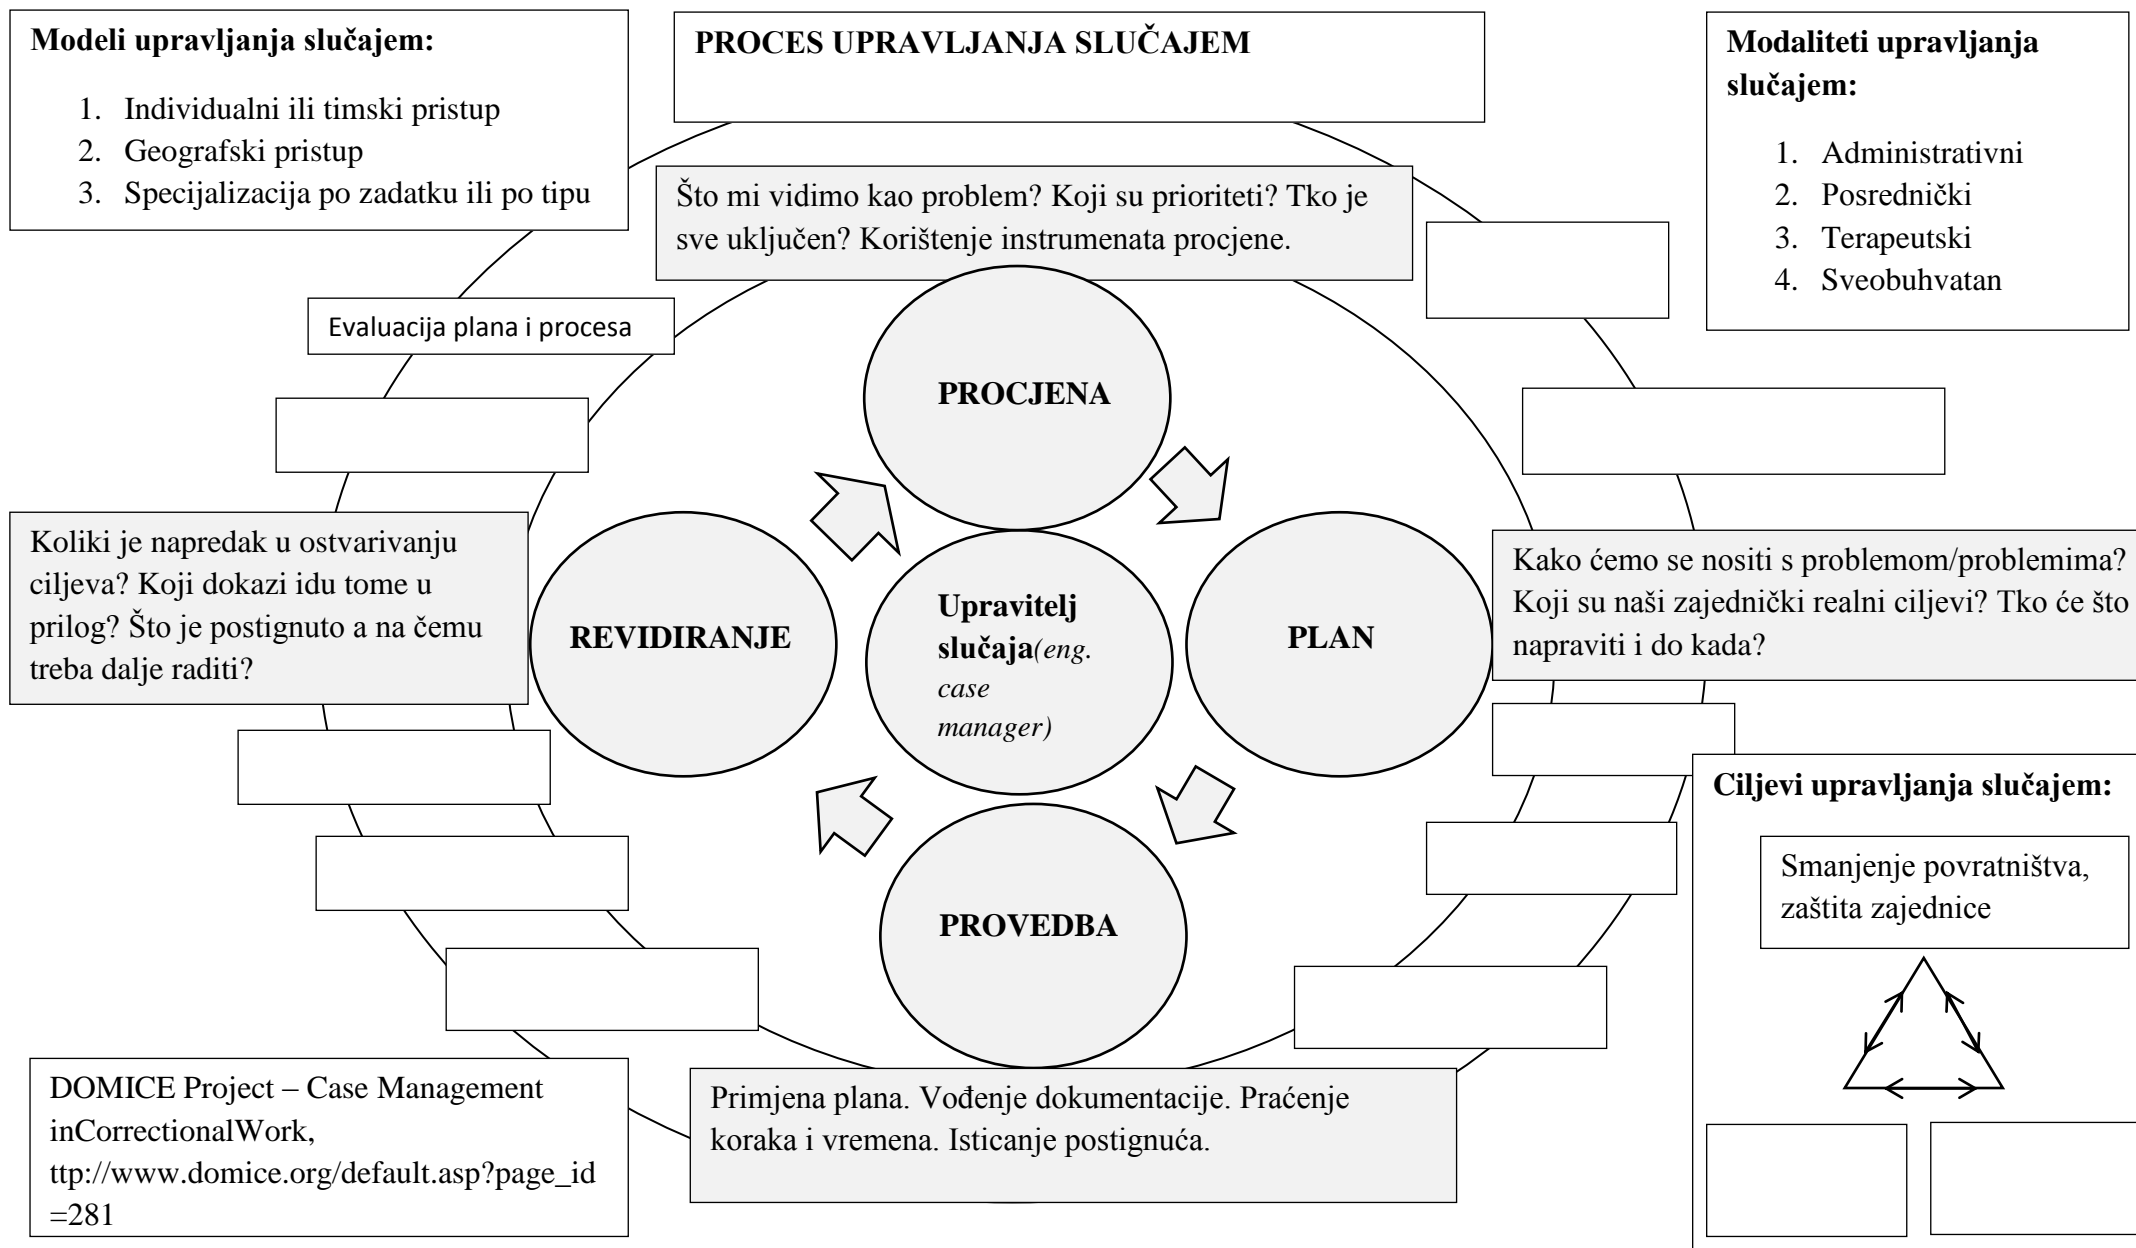 Modeli upravljanja slučajem:
1. Individualni ili timski pristup
2. Geografski pristup
3. Specijalizacija po zadatku ili po tipu
PROCES UPRAVLJANJA SLUČAJEM
Modaliteti upravljanja
slučajem:
1. Administrativni
2. Posrednički
3. Terapeutski
4. Sveobuhvatan
Što mi vidimo kao problem? Koji su prioriteti? Tko je
sve uključen? Korištenje instrumenata procjene.
Evaluacija plana i procesa
PROCJENA
Koliki je napredak u ostvarivanju
ciljeva? Koji dokazi idu tome u
prilog? Što je postignuto a na čemu
treba dalje raditi?
REVIDIRANJE
Upravitelj
slučaja(eng.
case
manager)
PLAN
Kako ćemo se nositi s problemom/problemima?
Koji su naši zajednički realni ciljevi? Tko će što
napraviti i do kada?
PROVEDBA
Ciljevi upravljanja slučajem:
Smanjenje povratništva,
zaštita zajednice
DOMICE Project – Case Management
inCorrectionalWork,
ttp://www.domice.org/default.asp?page_id
=281
Primjena plana. Vođenje dokumentacije. Praćenje
koraka i vremena. Isticanje postignuća.